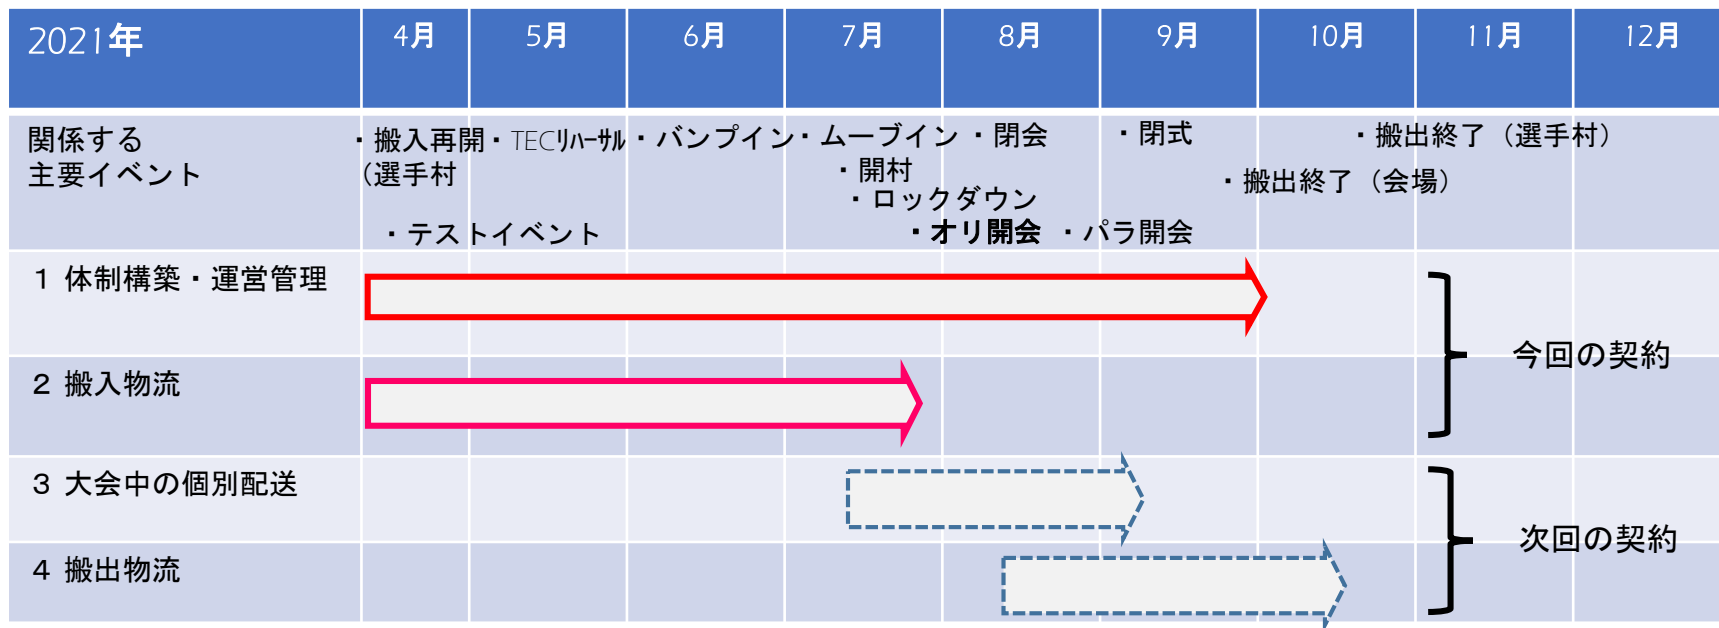 2021年 4月 5月 6月 7月 8月 9月 10月 11月 12月
関係する
主要イベント
・搬入再開・TECリハーサル・バンプイン・ムーブイン ・閉会 ・閉式 ・搬出終了（選手村）
（選手村 ・開村 ・搬出終了（会場）
・ロックダウン
・テストイベント ・オリ開会 ・パラ開会
1 体制構築・運営管理
今回の契約
2 搬入物流
3 大会中の個別配送
次回の契約
4 搬出物流